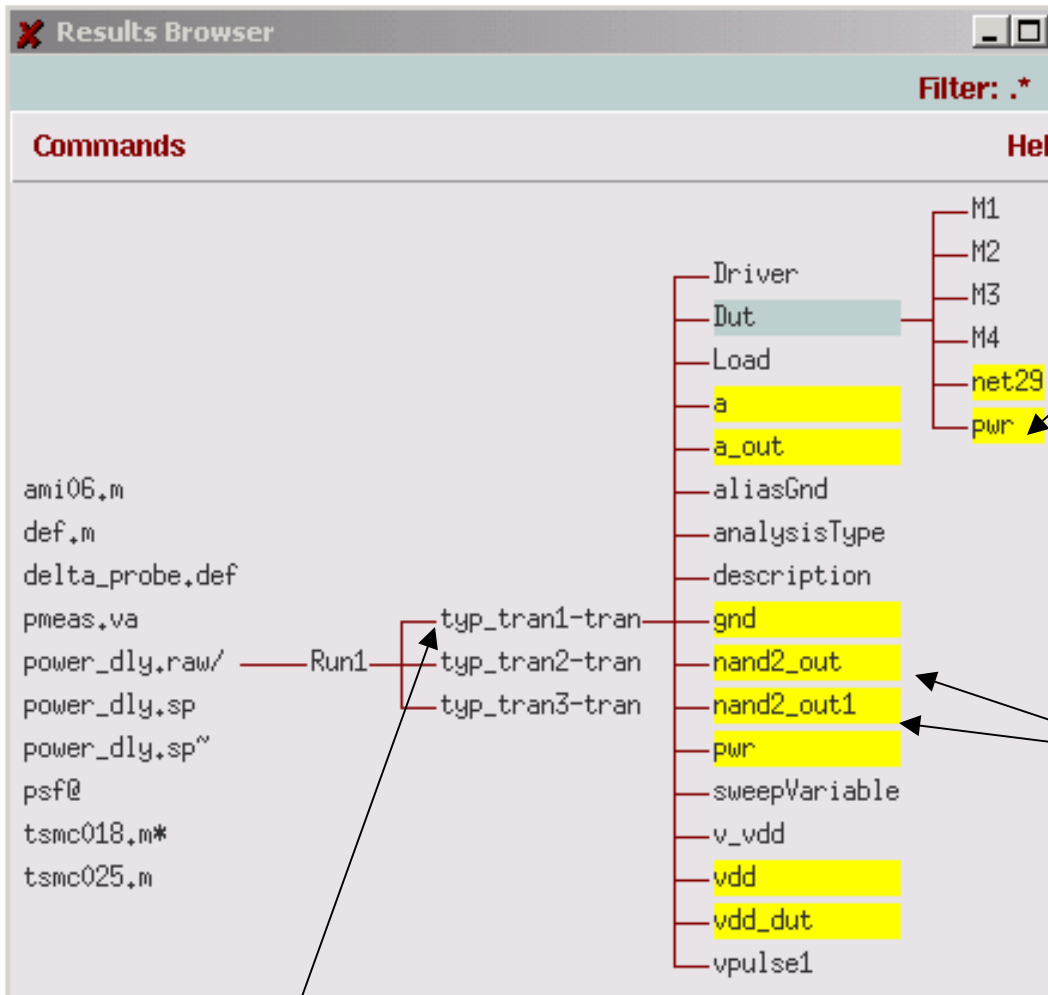 Results Browser
Filter: .*
Commands
M1
M2
Driver
M3
Dut
M4
Load
net29
a
pwr
a_out
ami06.m
aliasGnd
def.m
analysisType
delta_probe.def
description
pmeas.va
typ_tran1-tran
gnd
power_dly.raw/
Run1
typ_tran2-tran
nand2_out
power_dly.sp
typ_tran3-tran
nand2_out1
power_dly.sp~
pwr
psf@
sweepVariable
tsmc018.m*
v_vdd
tsmc025.m
vdd
vdd_dut
vpulse1